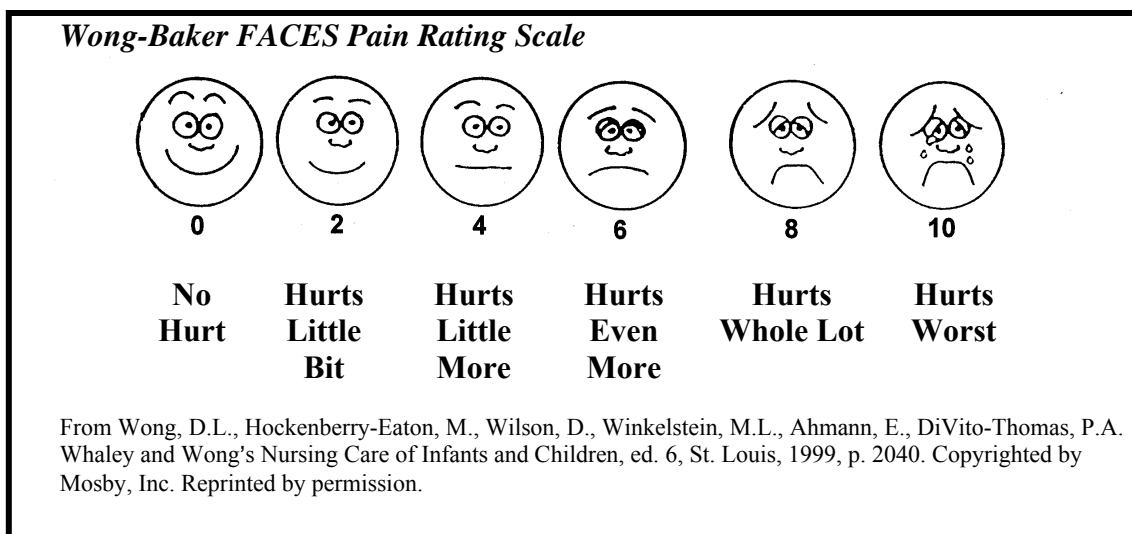 Wong-Baker FACES Pain Rating Scale
0 2 4 6 8 10
No Hurts Hurts Hurts Hurts Hurts
Hurt Little Little Even Whole Lot Worst
Bit More More
From Wong, D.L., Hockenberry-Eaton, M., Wilson, D., Winkelstein, M.L., Ahmann, E., DiVito-Thomas, P.A.
Whaley and Wong's Nursing Care of Infants and Children, ed. 6, St. Louis, 1999, p. 2040. Copyrighted by
Mosby, Inc. Reprinted by permission.